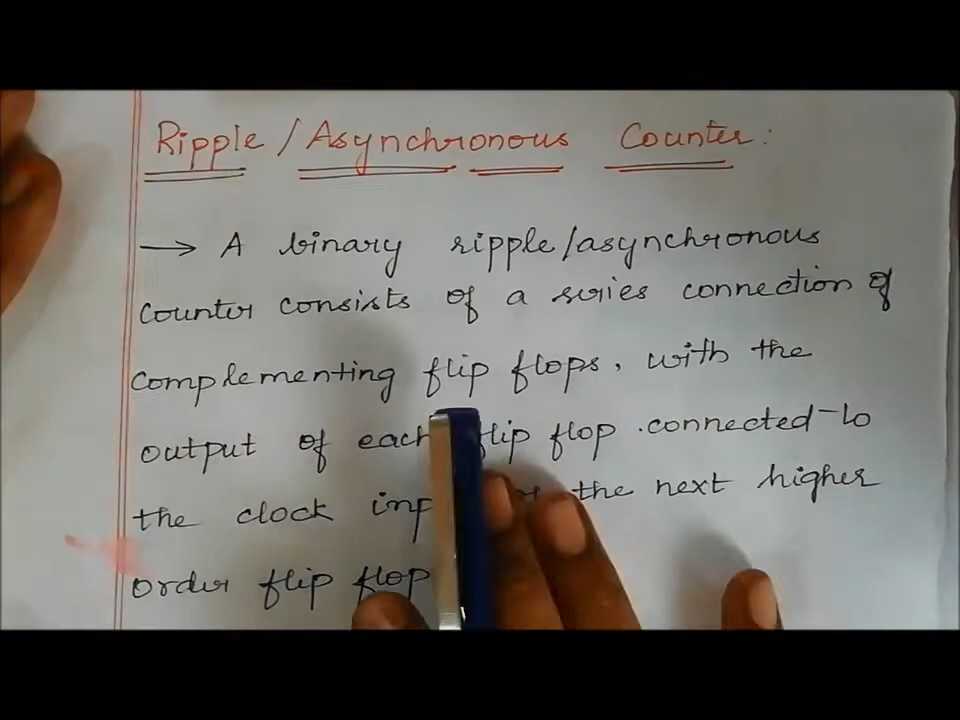 Ripple / Asynchronous Counter:
→ A binary ripple/asynchronous
counter consists of a series connection of
complementing flip flops, with the
output of each flip flop connected to
the clock inp the next higher
order flip flop